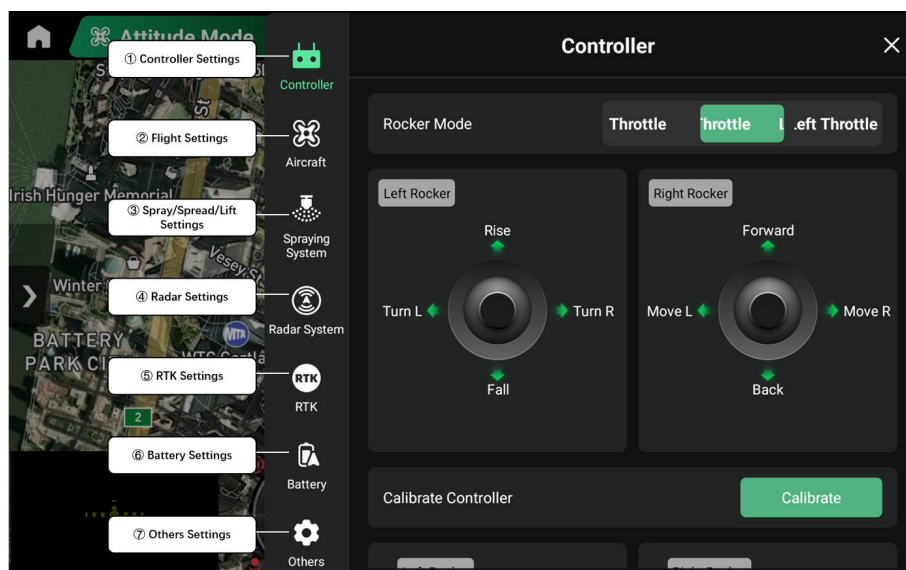 Attitude Mode
① Controller Settings
Controller
② Flight Settings
Aircraft
Irish Hunger Memorial
③ Spray/Spread/Lift
Settings
Spraying
System
Vesey
Winter
④ Radar Settings
Radar System
BATTERY
PARK
⑤ RTK Settings
RTK
RTK
2
⑥ Battery Settings
Battery
⑦ Others Settings
Others
Controller
Rocker Mode
Throttle
Throttle
L
Left Throttle
Left Rocker
Rise
Turn L
Turn R
Fall
Right Rocker
Forward
Move L
Move R
Back
Calibrate Controller
Calibrate